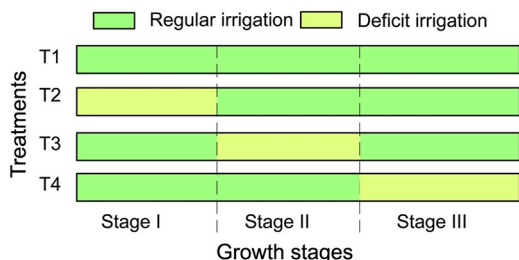 Regular irrigation Deficit irrigation
T1
T2
T3
T4
Treatments
Stage I Stage II Stage III
Growth stages